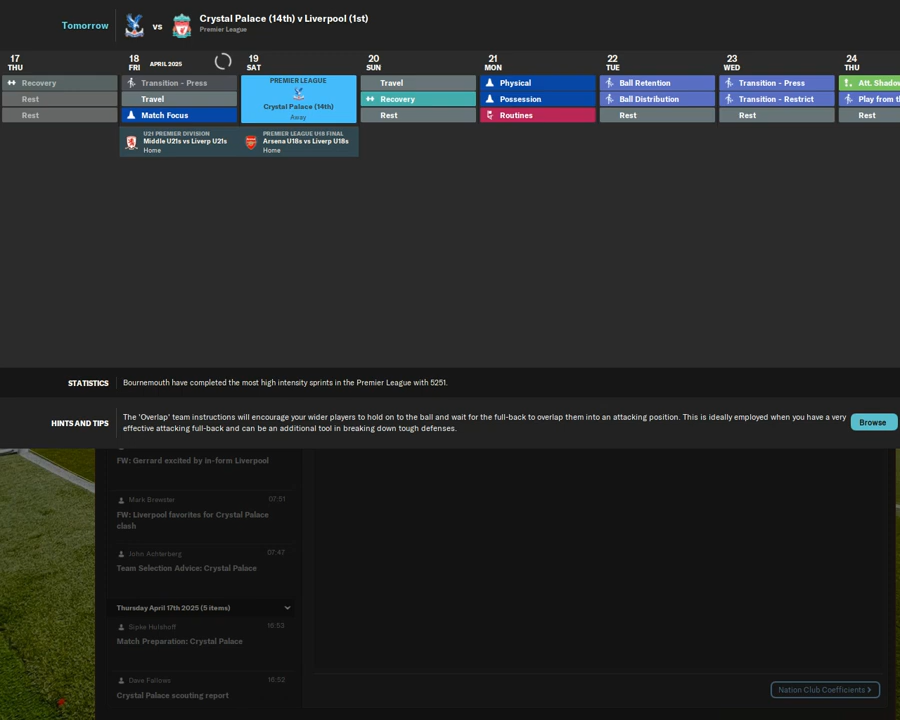 Tomorrow
vs
Crystal Palace (14th) v Liverpool (1st)
Premier League
17
THU
18
FRI
APRIL 2025
19
SAT
20
SUN
21
MON
22
TUE
23
WED
24
THU
Recovery
Rest
Rest
Transition - Press
Travel
Match Focus
PREMIER LEAGUE
Crystal Palace (14th)
Away
Travel
Recovery
Rest
Physical
Possession
Routines
Ball Retention
Ball Distribution
Rest
Transition - Press
Transition - Restrict
Rest
Att. Shadow
Play from t
Rest
U21 PREMIER DIVISION
Middle U21s vs Liverp U21s
Home
PREMIER LEAGUE U18 FINAL
Arsena U18s vs Liverp U18s
Home
STATISTICS
Bournemouth have completed the most high intensity sprints in the Premier League with 5251.
HINTS AND TIPS
The 'Overlap' team instructions will encourage your wider players to hold on to the ball and wait for the full-back to overlap them into an attacking position. This is ideally employed when you have a very
effective attacking full-back and can be an additional tool in breaking down tough defenses.
Browse
FW: Gerrard excited by in-form Liverpool
Mark Brewster
07:51
FW: Liverpool favorites for Crystal Palace
clash
John Achterberg
07:47
Team Selection Advice: Crystal Palace
Thursday April 17th 2025 (5 items)
Sipke Hulshoff
16:53
Match Preparation: Crystal Palace
Dave Fallows
16:52
Crystal Palace scouting report
Nation Club Coefficients >